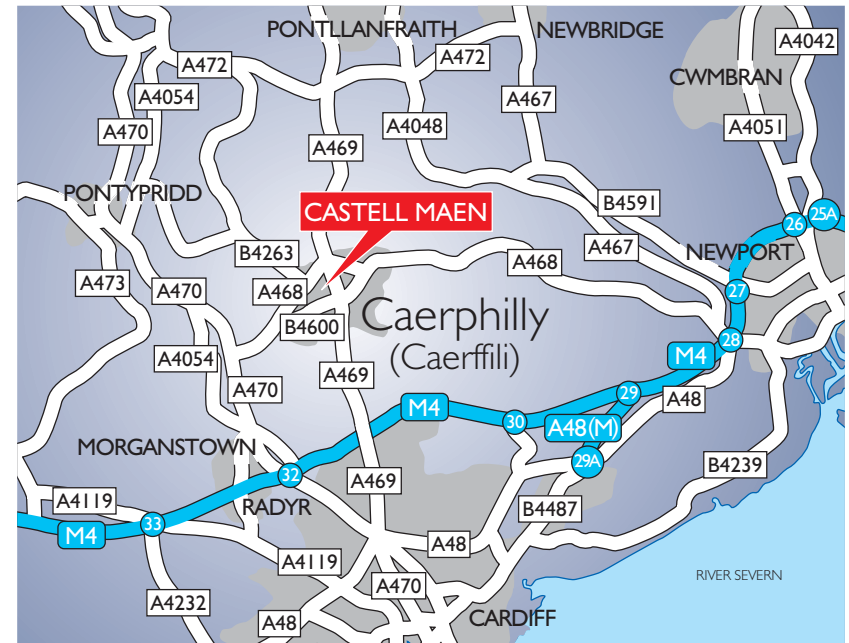 PONTLLANFRAITH
NEWBRIDGE
A4042
A472
A472
CWMBRAN
A4054
A467
A470
A4048
A4051
A469
PONTYPRIDD
B4591
CASTELL MAEN
26
25A
B4263
A467
NEWPORT
A468
A473
A470
A468
27
B4600
Caerphilly
(Caerffili)
28
A4054
M4
A469
A470
29
A48
M4
30
A48(M)
MORGANSTOWN
29A
B4239
32
A469
A4119
RADYR
B4487
33
M4
A48
A4119
RIVER SEVERN
A470
A4232
A48
CARDIFF